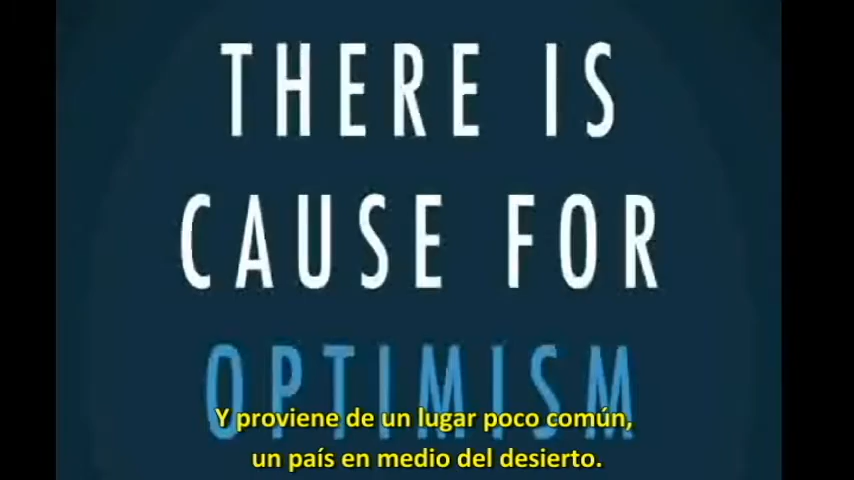 THERE IS
CAUSE FOR
OPTIMISM
Y proviene de un lugar poco común,
un país en medio del desierto.